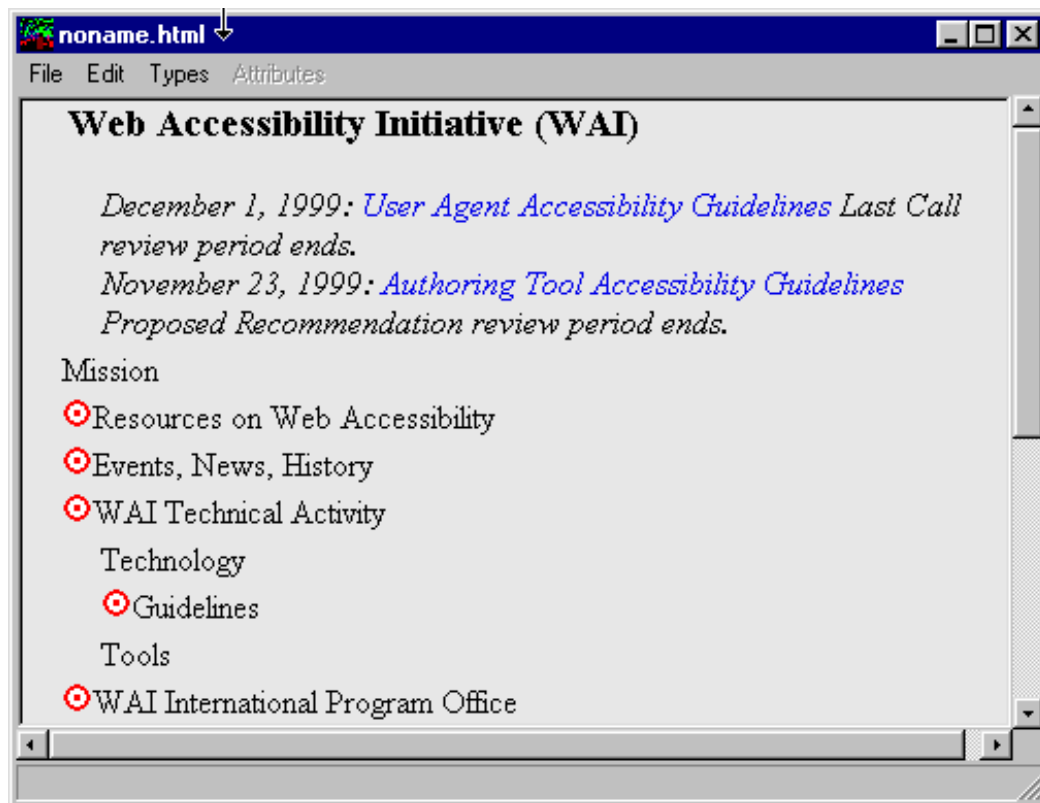 noname.html
File Edit Types Attributes
Web Accessibility Initiative (WAI)
December 1, 1999: User Agent Accessibility Guidelines Last Call
review period ends.
November 23, 1999: Authoring Tool Accessibility Guidelines
Proposed Recommendation review period ends.
Mission
Resources on Web Accessibility
Events, News, History
WAI Technical Activity
Technology
Guidelines
Tools
WAI International Program Office